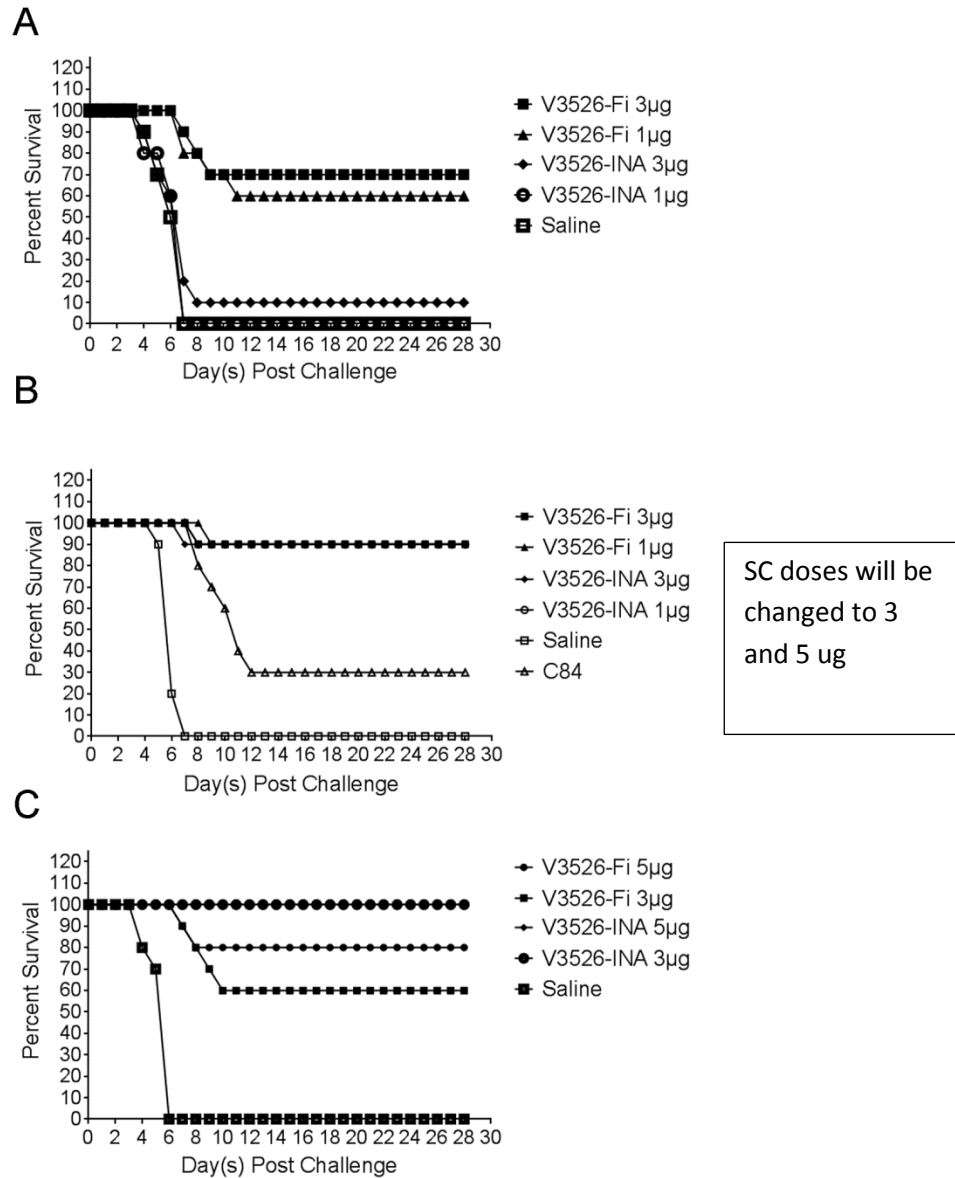 A
120
110
100
90
80
70
60
50
40
30
20
10
0
Percent Survival
0 2 4 6 8 10 12 14 16 18 20 22 24 26 28 30
Day(s) Post Challenge
V3526-Fi 3µg
V3526-Fi 1µg
V3526-INA 3µg
V3526-INA 1µg
Saline
B
120
110
100
90
80
70
60
50
40
30
20
10
0
Percent Survival
0 2 4 6 8 10 12 14 16 18 20 22 24 26 28 30
Day(s) Post Challenge
V3526-Fi 3µg
V3526-Fi 1µg
V3526-INA 3µg
V3526-INA 1µg
Saline
C84
SC doses will be
changed to 3
and 5 ug
C
120
110
100
90
80
70
60
50
40
30
20
10
0
Percent Survival
0 2 4 6 8 10 12 14 16 18 20 22 24 26 28 30
Day(s) Post Challenge
V3526-Fi 5µg
V3526-Fi 3µg
V3526-INA 5µg
V3526-INA 3µg
Saline